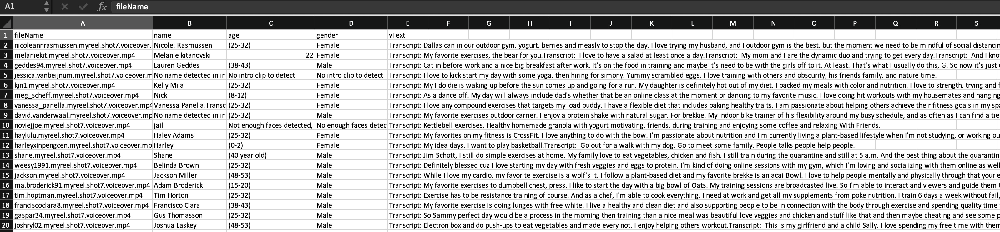 A1 fx fileName
A B C D E F G H I J K L M N O P Q R S
1 fileName name age gender vText
2 nicoleannrasmussen.myreel.shot7.voiceover. Nicole. Rasmussen (25-32) Female Transcript: Dallas can in our outdoor gym, yogurt, berries and measly to stop the day. I love trying my husband, and I outdoor gym is the best, but the moment we need to be mindful of social distancin
3 melaniekit.myreel.shot7.voiceover.mp4 Melanie kitanovski 22 Female Transcript: My favorite exercises, the bear for you.Transcript: I love to have a salad at least once a day.Transcript: My mom and I are the dynamic duo and trying to get every day.Transcript: And I kno
4 geddes94.myreel.shot7.voiceover.mp4 Lauren Geddes (38-43) Male Transcript: Cat in before work and a nice big breakfast after work. It's on the food in training and maybe it's need to be with the girls off to it. At least. That's what I usually do this, G. So now it's just
5 jessica.vanbeijnum.myreel.shot7.voiceover.m No name detected in in No intro clip to detect No intro clip to detect Transcript: I love to kick start my day with some yoga, then hiring for simony. Yummy scrambled eggs. I love training with others and obscurity, his friends family, and nature time.
6 kjn1.myreel.shot7.voiceover.mp4 Kelly Mila (25-32) Female Transcript: My I do die is waking up before the sun comes up and going for a run. My daughter is definitely hot out of my diet. I packed my meals with color and nutrition. I love to strength, trying and f
7 meg_scheff.myreel.shot7.voiceover.mp4 Nick (8-12) Female Transcript: As a dance off. My day will always include dad's whether that be an online class at the moment or dancing to my favorite music. I love doing hit workouts with my housemates and hanging
8 vanessa_panella.myreel.shot7.voiceover.mp4 Vanessa Panella.Transc (25-32) Female Transcript: I love any compound exercises that targets my load buddy. I have a flexible diet that includes baking healthy traits. I am passionate about helping others achieve their fitness goals in my spa
9 david.vanderwaal.myreel.shot7.voiceover.mp No name detected in in (25-32) Male Transcript: My favorite exercises outdoor carrier. I enjoy a protein shake with natural sugar. For brekkie. My indoor bike trainer of his flexibility around my busy schedule, and as often as I can find a tie
10 noviejjoe.myreel.shot7.voiceover.mp4 jail Not enough faces detected, No enough faces detec Transcript: Kettlebell exercises. Healthy homemade granola with yogurt motivating, friends, during training and enjoying some coffee and relaxing With Friends.
11 haylulu.myreel.shot7.voiceover.mp4 Haley Adams (25-32) Female Transcript: My favorites on my fitness is CrossFit. I love anything to do with the bow. I'm passionate about nutrition and I'm currently living a plant-based lifestyle when I'm not studying, or working ou
12 harleyxinpengcen.myreel.shot7.voiceover.mp Harley (0-2) Female Transcript: My idea days. I want to play basketball.Transcript: Go out for a walk with my dog. Go to meet some family. People talks people help people.
13 shane.myreel.shot7.voiceover.mp4 Shane (40 year old) Male Transcript: Jim Schott, I still do simple exercises at home. My family love to eat vegetables, chicken and fish. I still train during the quarantine and still at 5 a.m. And the best thing about the quarantin
14 weesy1991.myreel.shot7.voiceover.mp4 Belinda Brown (25-32) Male Transcript: Definitely blessed cuz I love starting my day with fresh veggies and eggs to protein. I'm kind of doing online sessions with my gym, which I'm loving and socializing with them online as well
15 jackson.myreel.shot7.voiceover.mp4 Jackson Miller (48-53) Male Transcript: While I love my cardio, my favorite exercise is a wolf's it. I follow a plant-based diet and my favorite brekke is an acai Bowl. I love to help people mentally and physically through that your e
16 ma.broderick91.myreel.shot7.voiceover.mp4 Adam Broderick (15-20) Male Transcript: My favorite exercises to dumbbell chest, press. I like to start the day with a big bowl of Oats. My training sessions are broadcasted live. So I'm able to interact and viewers and guide them t
17 tim.hoptman.myreel.shot7.voiceover.mp4 Tim Horton (25-32) Male Transcript: Exercise has to be resistance training of course. And as a chef, I'm able to cook everything. I need at work and get all my supplements from poke nutrition. I train 6 days a week without fail,
18 franciscoclara8.myreel.shot7.voiceover.mp4 Francisco Clara (38-43) Male Transcript: My favorite exercise is doing lunges with free white. I live a healthy and clean diet and also supporting people to be in connection with the body through exercise and spending quality time
19 gaspar34.myreel.shot7.voiceover.mp4 Gus Thomasson (25-32) Male Transcript: So Sammy perfect day would be a process in the morning then training than a nice meal was beautiful love veggies and chicken and stuff like that and then maybe cheating and see some p
20 joshryl02.myreel.shot7.voiceover.mp4 Joshua Laskey (48-53) Male Transcript: Electron box and do push-ups to eat vegetables and made every not. I enjoy helping others workout.Transcript: This is my girlfriend and a child Sally. I love spending my free time with them